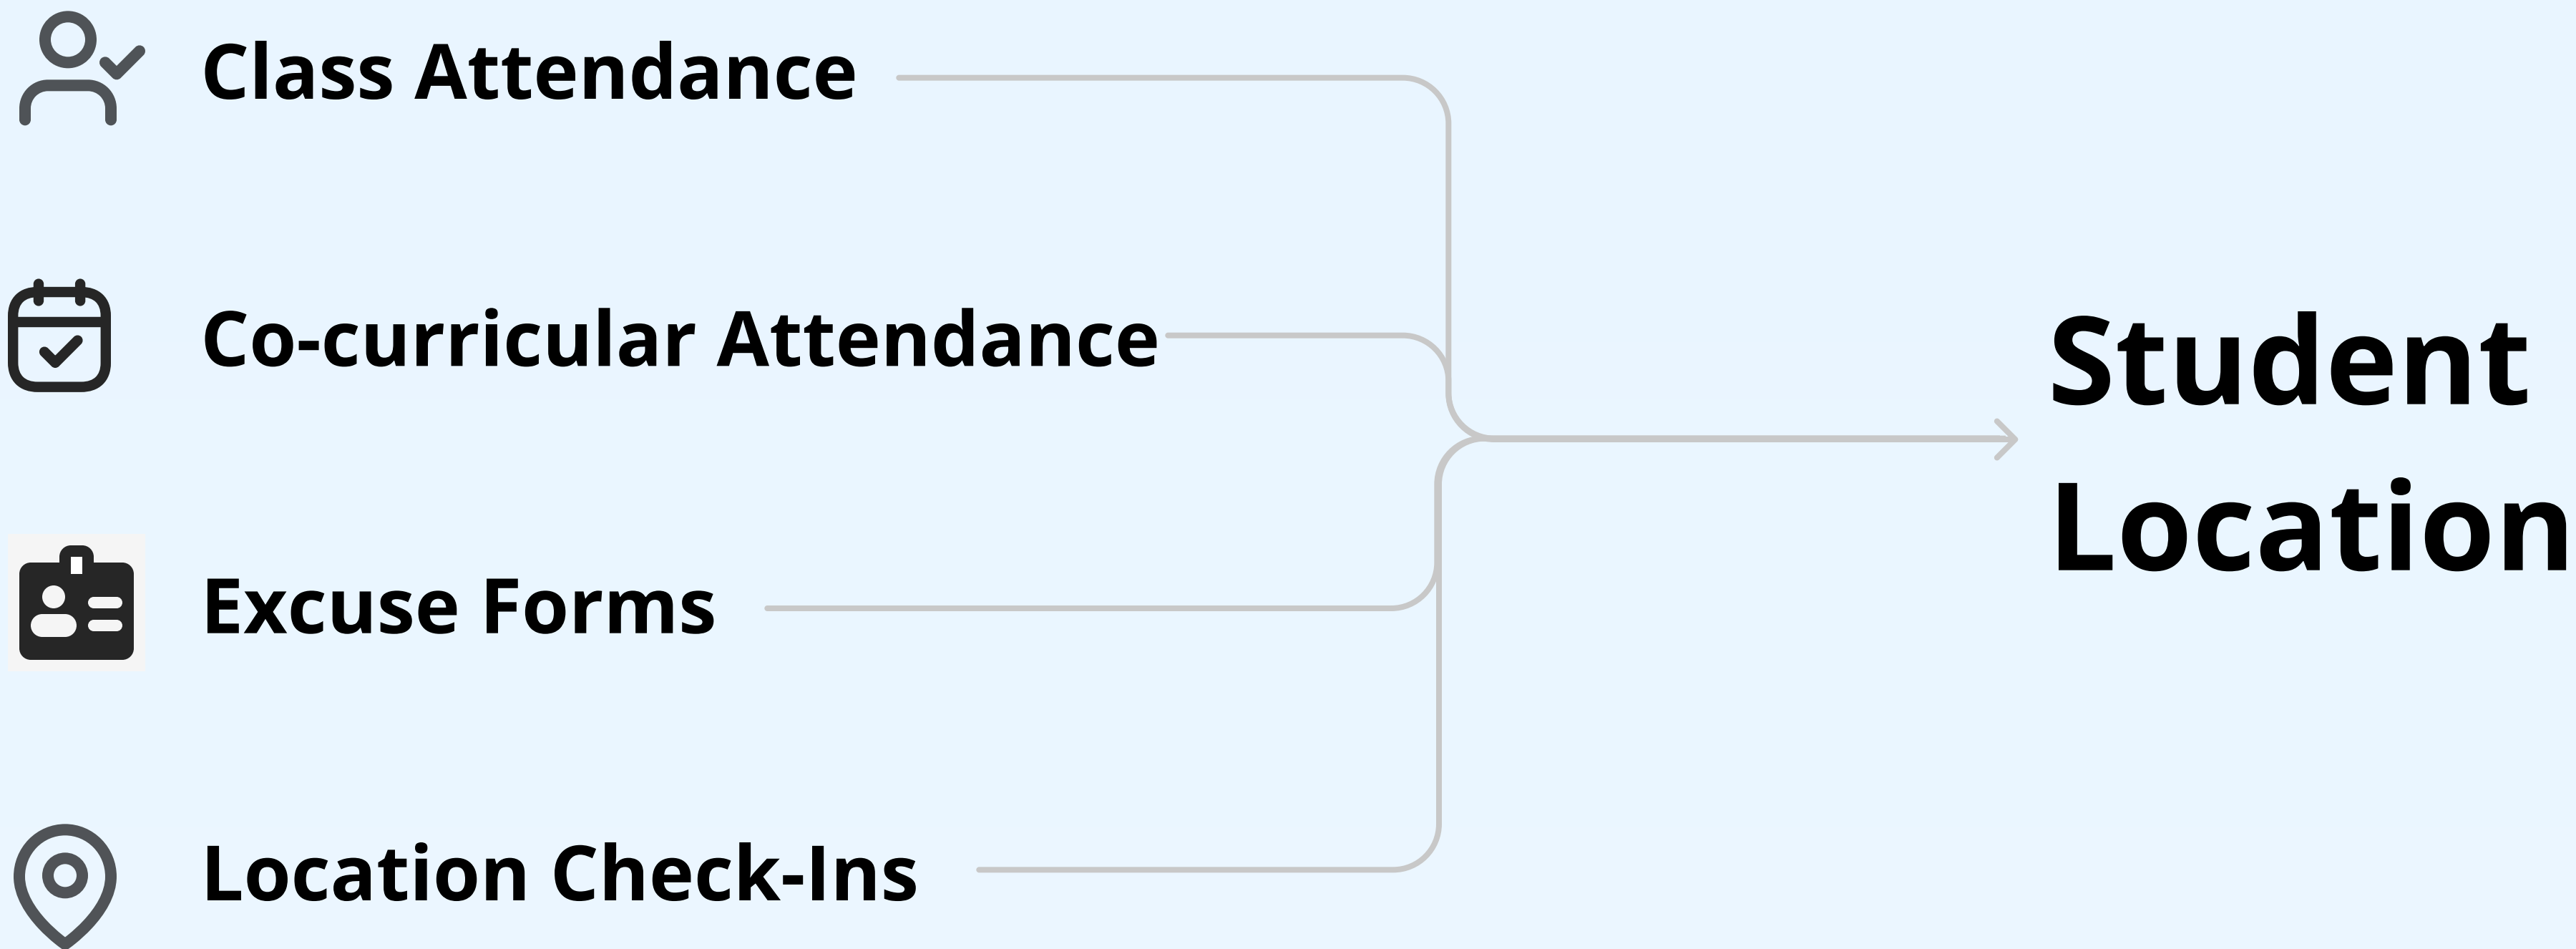 Class Attendance
Co-curricular Attendance
Excuse Forms
Location Check-Ins
Student
Location